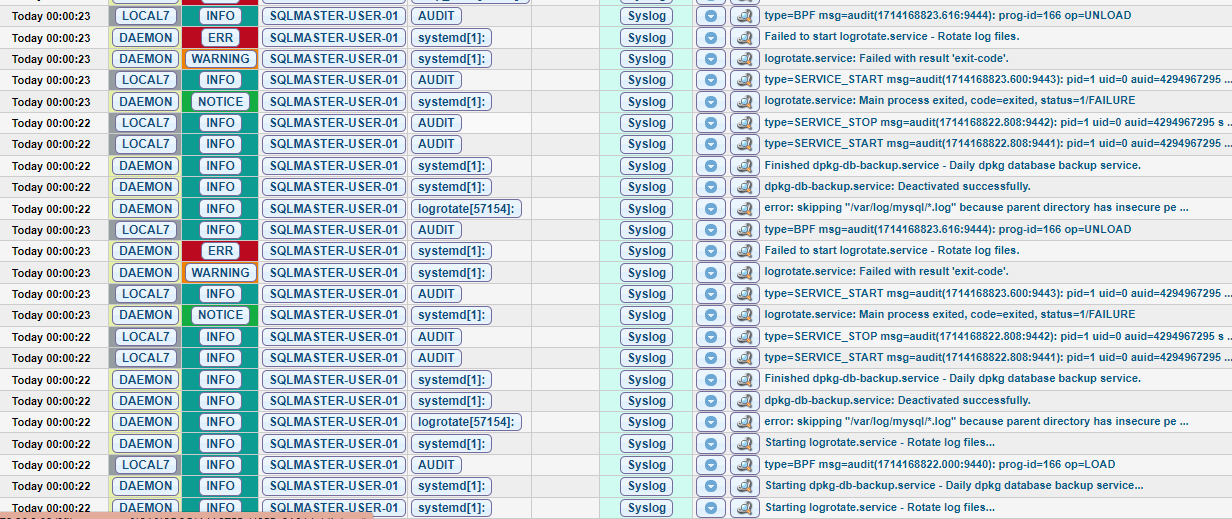 Today 00:00:23 LOCAL7 INFO SQLMASTER-USER-01 AUDIT Syslog type=BPF msg=audit(1714168823.616:9444): prog-id=166 op=UNLOAD
Today 00:00:23 DAEMON ERR SQLMASTER-USER-01 systemd[1]: Syslog Failed to start logrotate.service - Rotate log files.
Today 00:00:23 DAEMON WARNING SQLMASTER-USER-01 systemd[1]: Syslog logrotate.service: Failed with result 'exit-code'.
Today 00:00:23 LOCAL7 INFO SQLMASTER-USER-01 AUDIT Syslog type=SERVICE_START msg=audit(1714168823.600:9443): pid=1 uid=0 auid=4294967295 ...
Today 00:00:23 DAEMON NOTICE SQLMASTER-USER-01 systemd[1]: Syslog logrotate.service: Main process exited, code=exited, status=1/FAILURE
Today 00:00:22 LOCAL7 INFO SQLMASTER-USER-01 AUDIT Syslog type=SERVICE_STOP msg=audit(1714168822.808:9442): pid=1 uid=0 auid=4294967295 s ...
Today 00:00:22 LOCAL7 INFO SQLMASTER-USER-01 AUDIT Syslog type=SERVICE_START msg=audit(1714168822.808:9441): pid=1 uid=0 auid=4294967295 ...
Today 00:00:22 DAEMON INFO SQLMASTER-USER-01 systemd[1]: Syslog Finished dpkg-db-backup.service - Daily dpkg database backup service.
Today 00:00:22 DAEMON INFO SQLMASTER-USER-01 systemd[1]: Syslog dpkg-db-backup.service: Deactivated successfully.
Today 00:00:22 DAEMON INFO SQLMASTER-USER-01 logrotate[57154]: Syslog error: skipping "/var/log/mysql/*.log" because parent directory has insecure pe ...
Today 00:00:23 LOCAL7 INFO SQLMASTER-USER-01 AUDIT Syslog type=BPF msg=audit(1714168823.616:9444): prog-id=166 op=UNLOAD
Today 00:00:23 DAEMON ERR SQLMASTER-USER-01 systemd[1]: Syslog Failed to start logrotate.service - Rotate log files.
Today 00:00:23 DAEMON WARNING SQLMASTER-USER-01 systemd[1]: Syslog logrotate.service: Failed with result 'exit-code'.
Today 00:00:23 LOCAL7 INFO SQLMASTER-USER-01 AUDIT Syslog type=SERVICE_START msg=audit(1714168823.600:9443): pid=1 uid=0 auid=4294967295 ...
Today 00:00:23 DAEMON NOTICE SQLMASTER-USER-01 systemd[1]: Syslog logrotate.service: Main process exited, code=exited, status=1/FAILURE
Today 00:00:22 LOCAL7 INFO SQLMASTER-USER-01 AUDIT Syslog type=SERVICE_STOP msg=audit(1714168822.808:9442): pid=1 uid=0 auid=4294967295 s ...
Today 00:00:22 LOCAL7 INFO SQLMASTER-USER-01 AUDIT Syslog type=SERVICE_START msg=audit(1714168822.808:9441): pid=1 uid=0 auid=4294967295 ...
Today 00:00:22 DAEMON INFO SQLMASTER-USER-01 systemd[1]: Syslog Finished dpkg-db-backup.service - Daily dpkg database backup service.
Today 00:00:22 DAEMON INFO SQLMASTER-USER-01 systemd[1]: Syslog dpkg-db-backup.service: Deactivated successfully.
Today 00:00:22 DAEMON INFO SQLMASTER-USER-01 logrotate[57154]: Syslog error: skipping "/var/log/mysql/*.log" because parent directory has insecure pe ...
Today 00:00:22 DAEMON INFO SQLMASTER-USER-01 systemd[1]: Syslog Starting logrotate.service - Rotate log files...
Today 00:00:22 LOCAL7 INFO SQLMASTER-USER-01 AUDIT Syslog type=BPF msg=audit(1714168822.000:9440): prog-id=166 op=LOAD
Today 00:00:22 DAEMON INFO SQLMASTER-USER-01 systemd[1]: Syslog Starting dpkg-db-backup.service - Daily dpkg database backup service...
Today 00:00:22 DAEMON INFO SQLMASTER-USER-01 systemd[1]: Syslog Starting logrotate.service - Rotate log files...